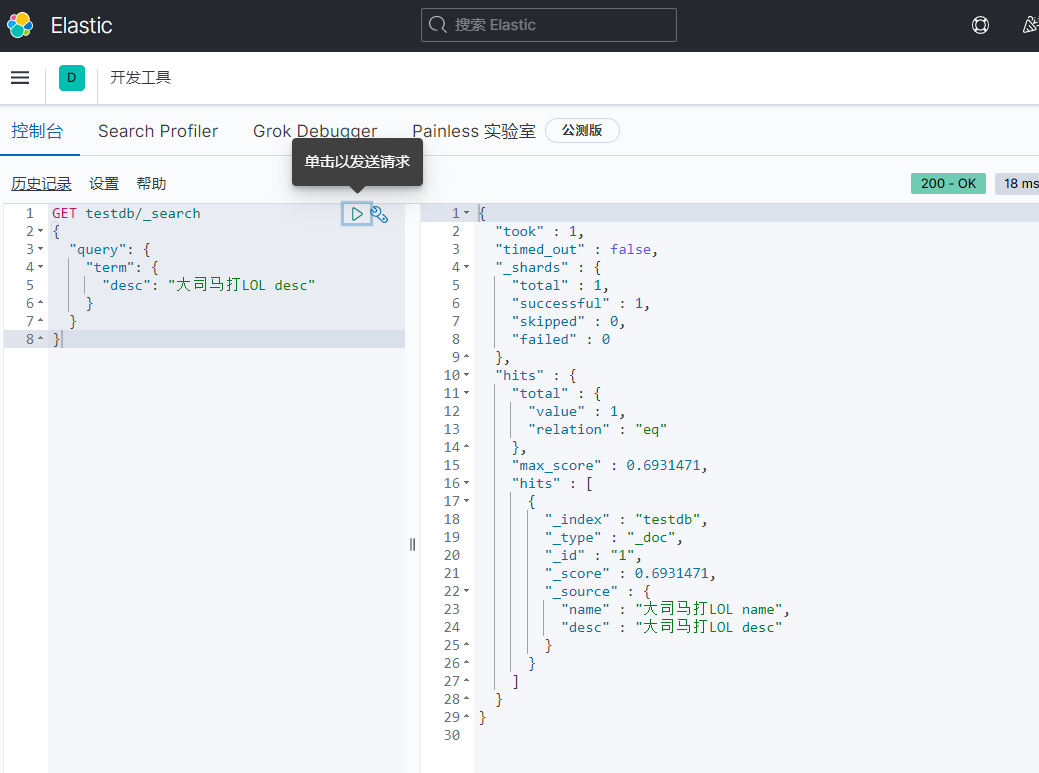 Elastic
搜索 Elastic
D
开发工具
控制台
Search Profiler
Grok Debugger
Painless 实验室
公测版
单击以发送请求
历史记录
设置
帮助
200 - OK
18 ms
1 GET testdb/_search
2 {
3 "query": {
4 "term": {
5 "desc": "大司马打LOL desc"
6 }
7 }
8 }
1 {
2 "took" : 1,
3 "timed_out" : false,
4 "_shards" : {
5 "total" : 1,
6 "successful" : 1,
7 "skipped" : 0,
8 "failed" : 0
9 },
10 "hits" : {
11 "total" : {
12 "value" : 1,
13 "relation" : "eq"
14 },
15 "max_score" : 0.6931471,
16 "hits" : [
17 {
18 "_index" : "testdb",
19 "_type" : "_doc",
20 "_id" : "1",
21 "_score" : 0.6931471,
22 "_source" : {
23 "name" : "大司马打LOL name",
24 "desc" : "大司马打LOL desc"
25 }
26 }
27 ]
28 }
29 }
30